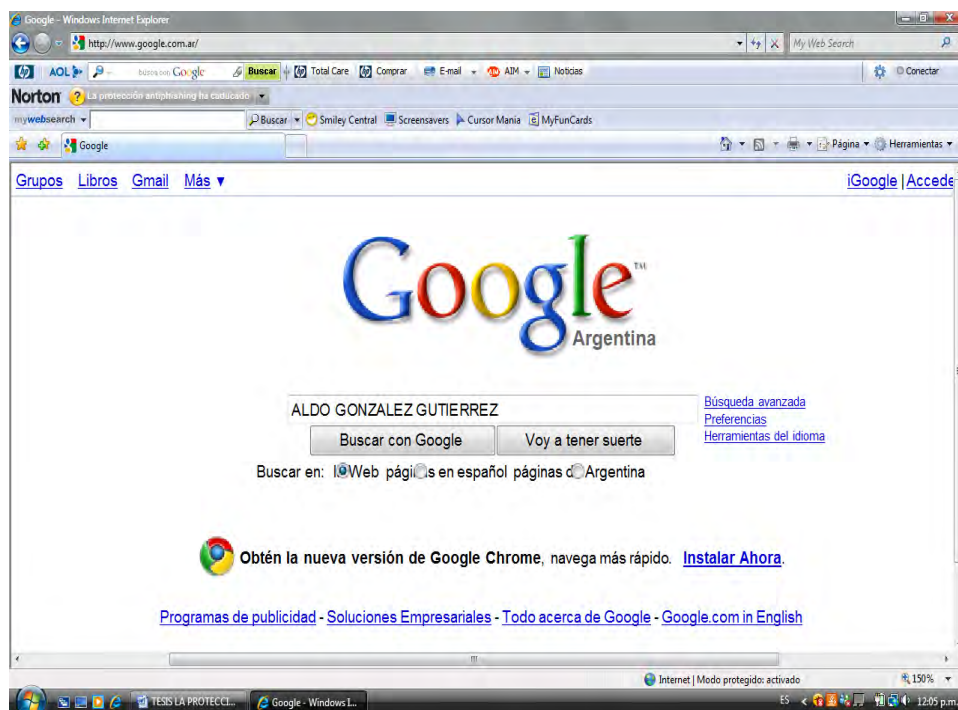 Google - Windows Internet Explorer
http://www.google.com.ar/ My Web Search
AOL Google Buscar Total Care Comprar E-mail AIM Noticias Conectar
Norton La protección antiphishing ha caducado
mywebsearch Buscar Smiley Central Screensavers Cursor Mania MyFunCards
Google Página Herramientas
Grupos Libros Gmail Más ▼ iGoogle | Accede
Google™
Argentina
ALDO GONZALEZ GUTIERREZ
Búsqueda avanzada
Preferencias
Herramientas del idioma
Buscar con Google Voy a tener suerte
Buscar en: Web en español páginas Argentina
Obtén la nueva versión de Google Chrome, navega más rápido. Instalar Ahora.
Programas de publicidad - Soluciones Empresariales - Todo acerca de Google - Google.com in English
Internet | Modo protegido: activado 150%
TESIS LA PROTECCI... Google - Windows I... ES 12:05 p.m.